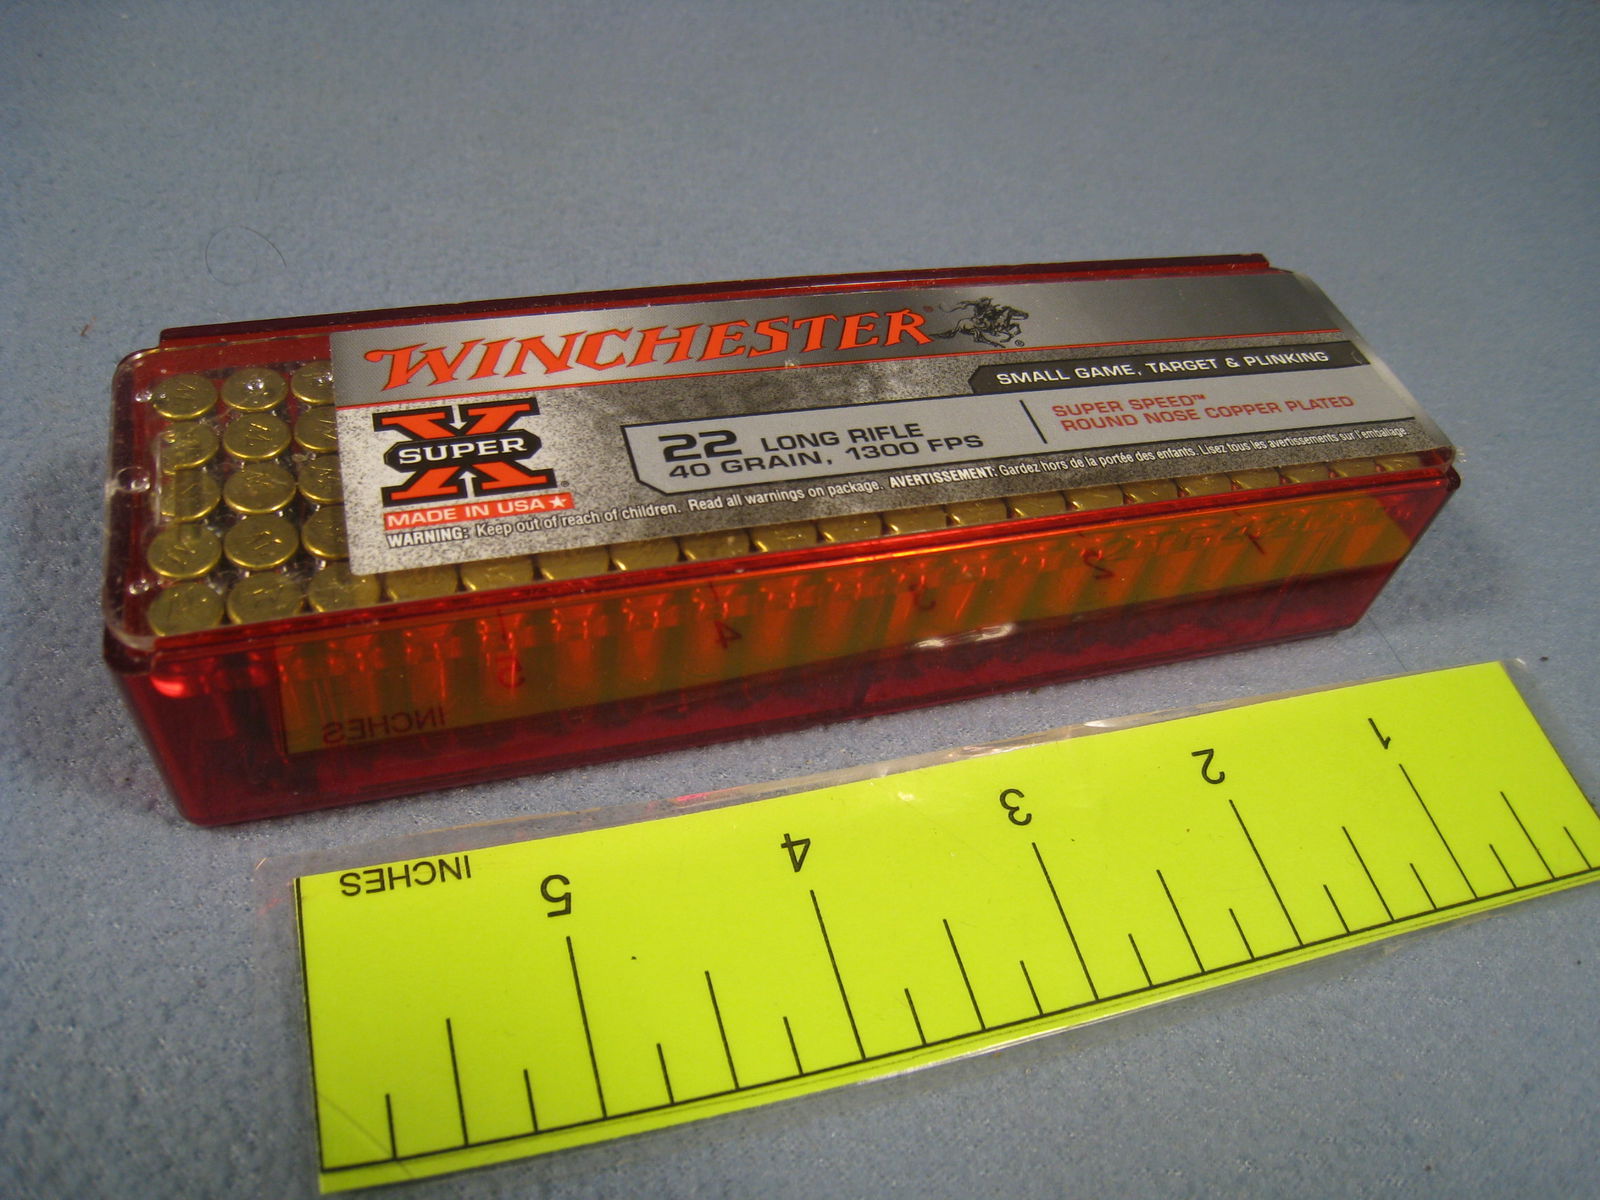 WINCHESTER®
SMALL GAME, TARGET & PLINKING
X
SUPER
®
MADE IN USA
22 LONG RIFLE
40 GRAIN, 1300 FPS
SUPER SPEED™
ROUND NOSE COPPER PLATED
WARNING: Keep out of reach of children. Read all warnings on package. AVERTISSEMENT: Gardez hors de la portée des enfants. Lisez tous les avertissements sur l'emballage
INCHES
5
4
3
2
1